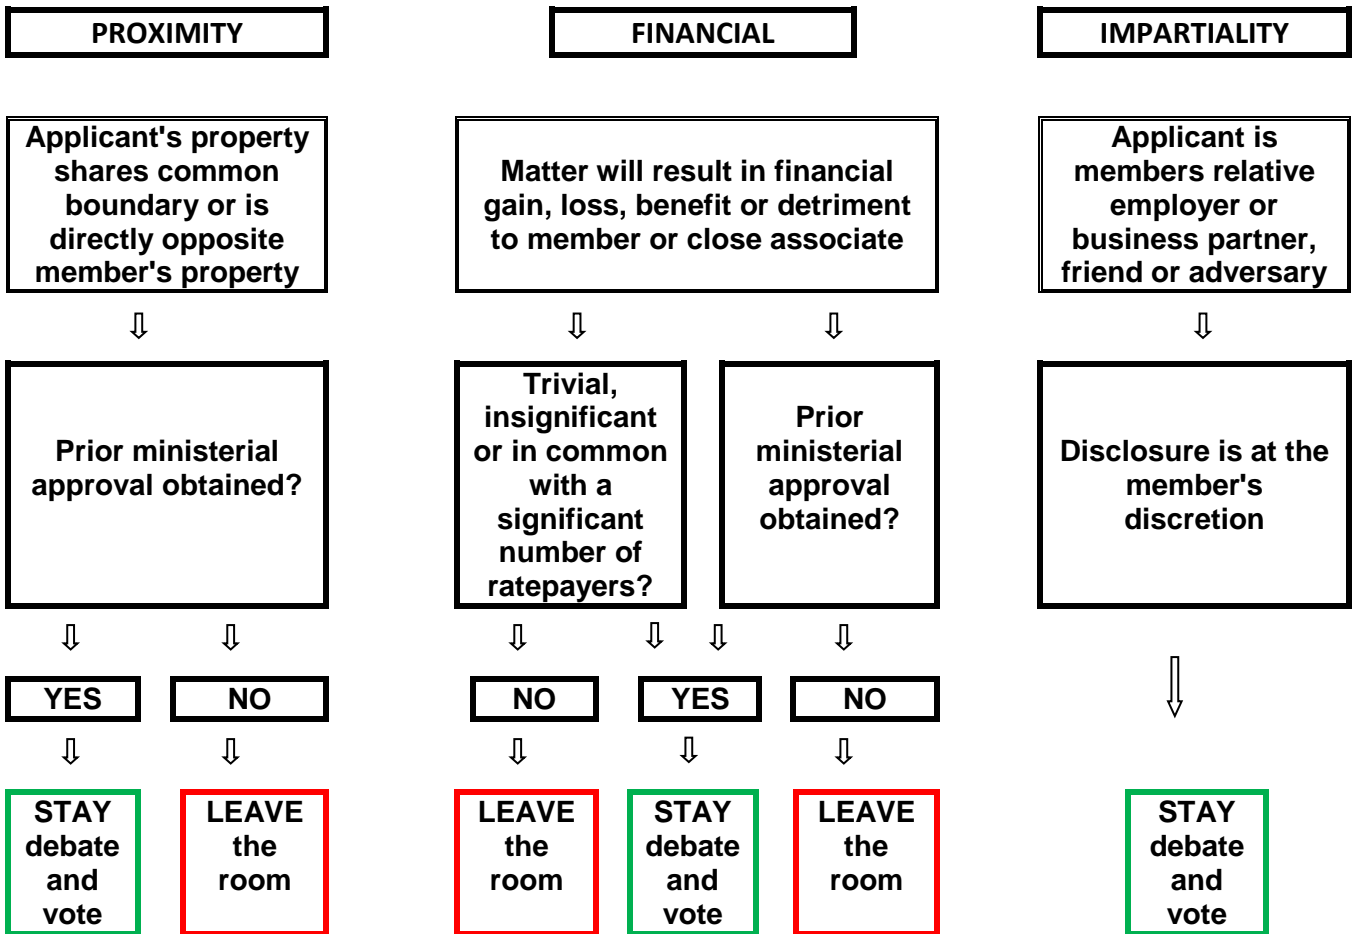 PROXIMITY
FINANCIAL
IMPARTIALITY
Applicant's property
shares common
boundary or is
directly opposite
member's property
Matter will result in financial
gain, loss, benefit or detriment
to member or close associate
Applicant is
members relative
employer or
business partner,
friend or adversary
Prior ministerial
approval obtained?
Trivial,
insignificant
or in common
with a
significant
number of
ratepayers?
Prior
ministerial
approval
obtained?
Disclosure is at the
member's
discretion
YES
NO
NO
YES
NO
STAY
debate
and
vote
LEAVE
the
room
LEAVE
the
room
STAY
debate
and
vote
LEAVE
the
room
STAY
debate
and
vote